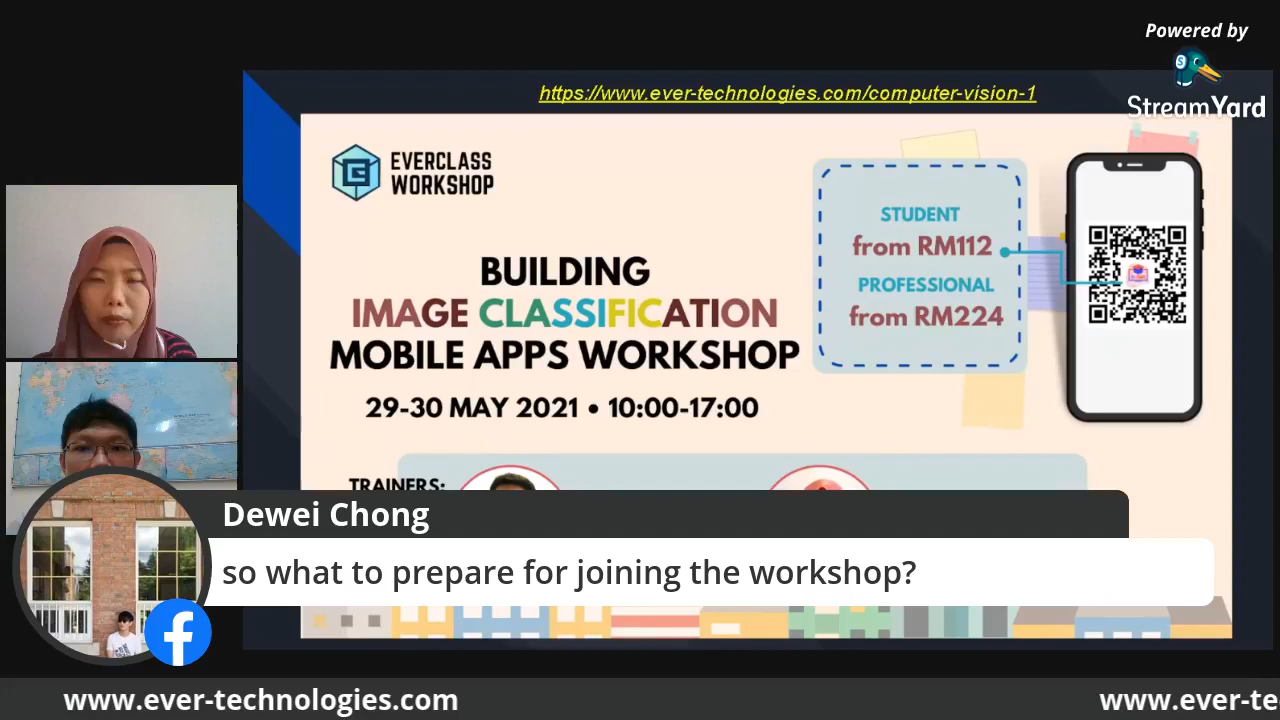 Powered by
StreamYard
https://www.ever-technologies.com/computer-vision-1
EVERCLASS
WORKSHOP
STUDENT
from RM112
PROFESSIONAL
from RM224
BUILDING
IMAGE CLASSIFICATION
MOBILE APPS WORKSHOP
29-30 MAY 2021 • 10:00-17:00
TRAINERS:
Dewei Chong
so what to prepare for joining the workshop?
www.ever-technologies.com
www.ever-te